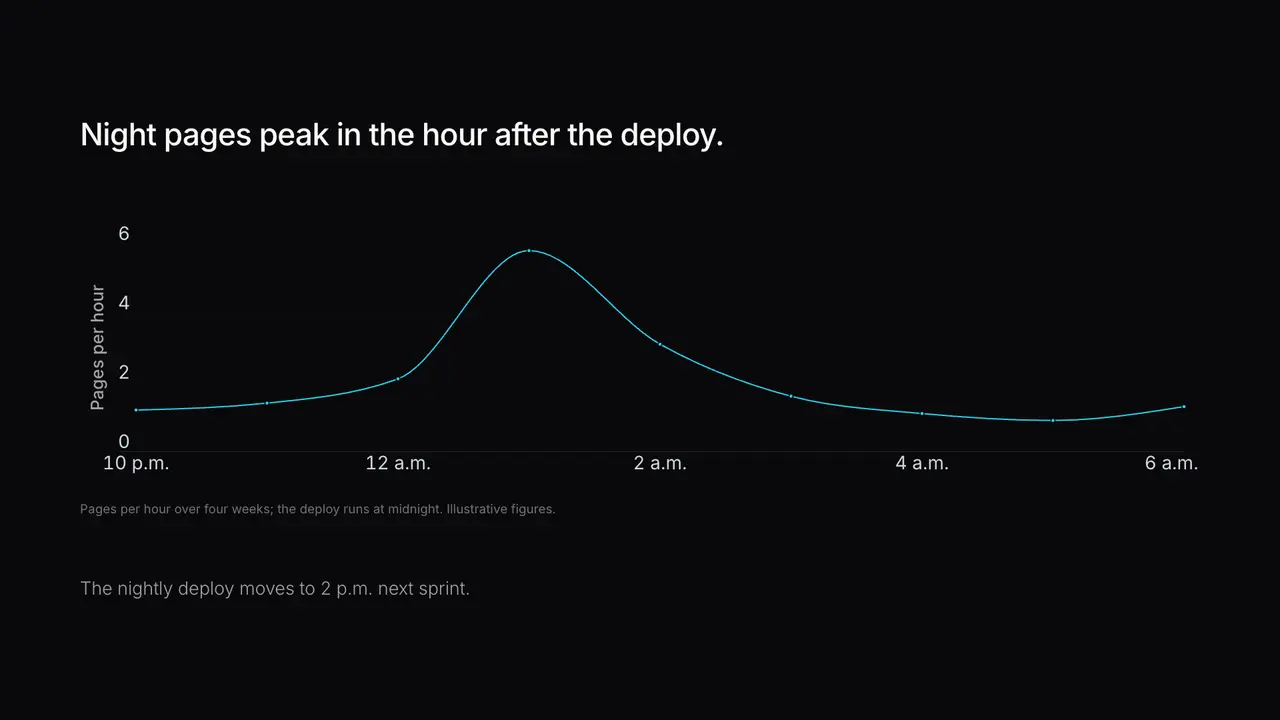 Night pages peak in the hour after the deploy.
6
4
2
0
Pages per hour
10 p.m.
12 a.m.
2 a.m.
4 a.m.
6 a.m.
Pages per hour over four weeks; the deploy runs at midnight. Illustrative figures.
The nightly deploy moves to 2 p.m. next sprint.